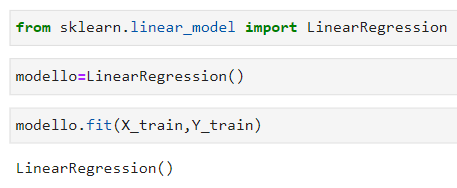 from sklearn.linear_model import LinearRegression
modello=LinearRegression()
modello.fit(X_train,Y_train)
LinearRegression()